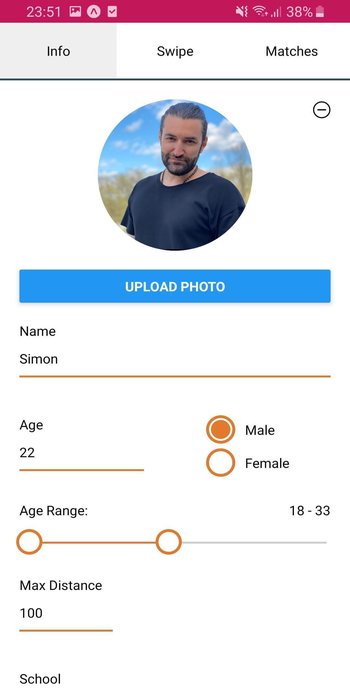 23:51 38%
Info Swipe Matches
UPLOAD PHOTO
Name
Simon
Age
22
Male
Female
Age Range: 18 - 33
Max Distance
100
School